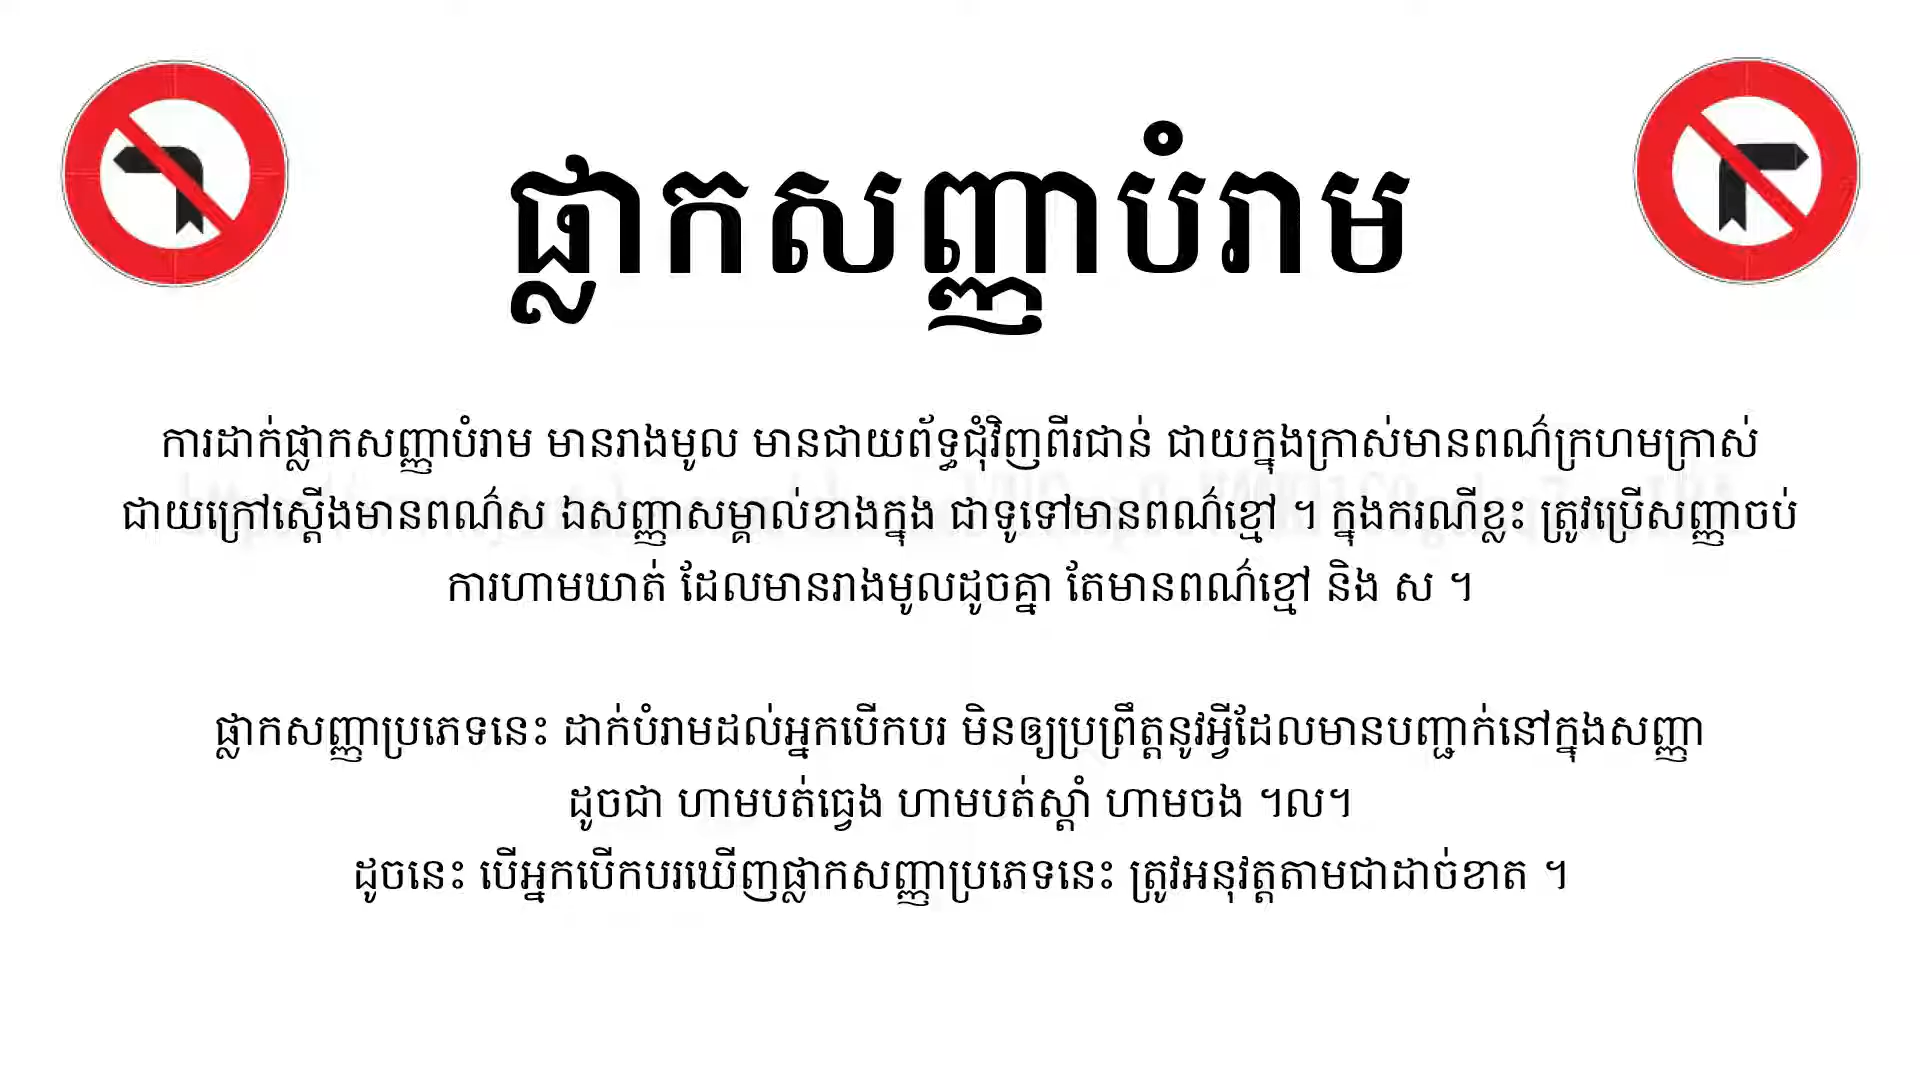 ផ្លាកសញ្ញាបំរាម
ការដាក់ផ្លាកសញ្ញាបំរាម មានរាងមូល មានជាយព័ទ្ធជុំវិញពីរជាន់ ជាយក្នុងក្រាស់មានពណ៌ក្រហមក្រាស់
ជាយក្រៅស្តើងមានពណ៌ស ឯសញ្ញាសម្គាល់ខាងក្នុង ជាទូទៅមានពណ៌ខ្មៅ ។ ក្នុងករណីខ្លះ ត្រូវប្រើសញ្ញាចប់
ការហាមឃាត់ ដែលមានរាងមូលដូចគ្នា តែមានពណ៌ខ្មៅ និង ស ។
ផ្លាកសញ្ញាប្រភេទនេះ ដាក់បំរាមដល់អ្នកបើកបរ មិនឲ្យប្រព្រឹត្តនូវអ្វីដែលមានបញ្ជាក់នៅក្នុងសញ្ញា
ដូចជា ហាមបត់ធ្វេង ហាមបត់ស្តាំ ហាមចង ។ល។
ដូចនេះ បើអ្នកបើកបរឃើញផ្លាកសញ្ញាប្រភេទនេះ ត្រូវអនុវត្តតាមជាដាច់ខាត ។